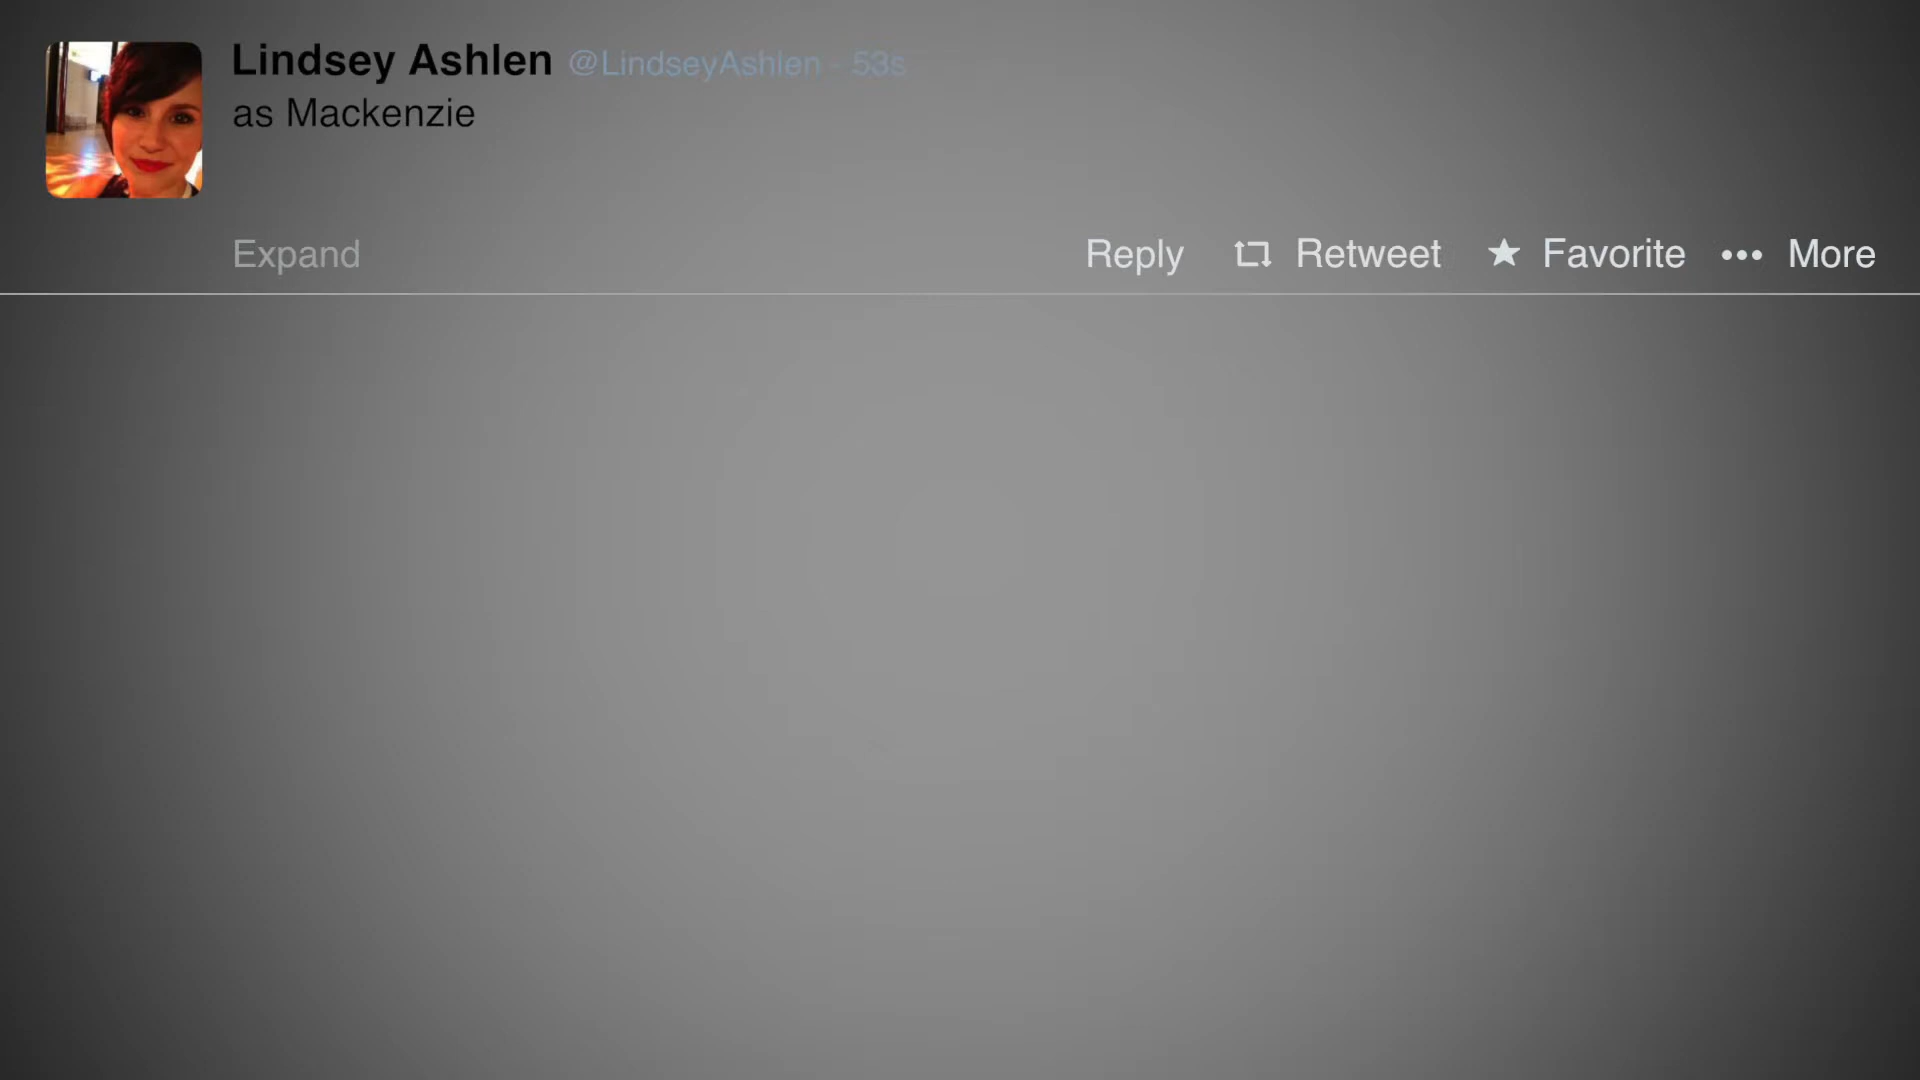 Lindsey Ashlen @LindseyAshlen - 53s
as Mackenzie
Expand Reply Retweet Favorite More